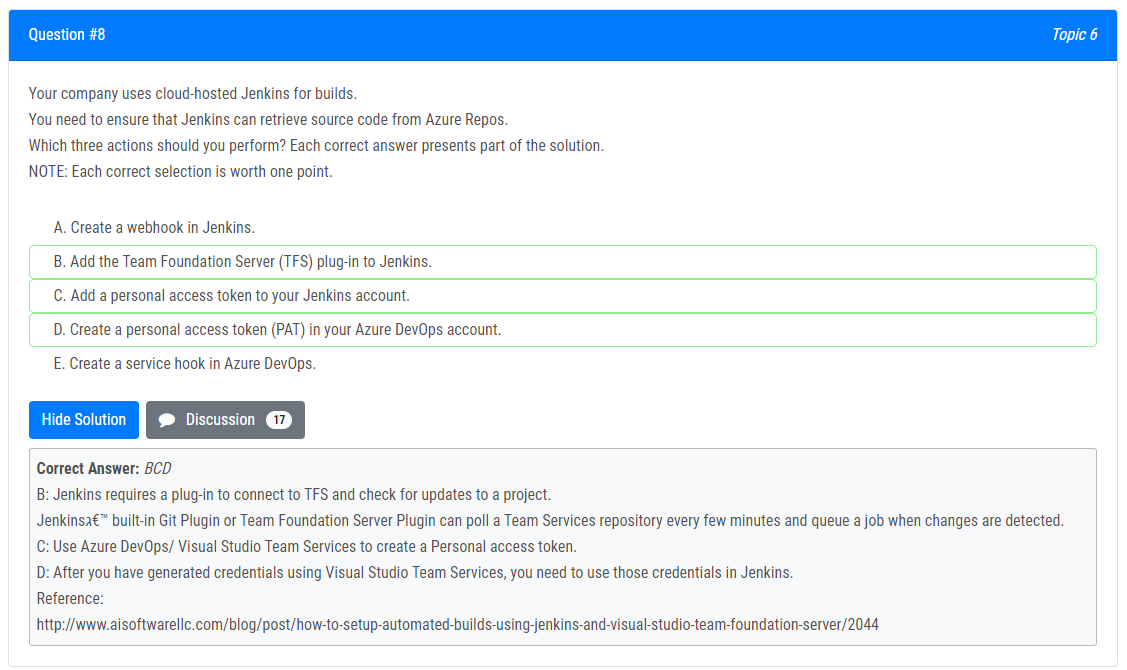 Question #8
Topic 6
Your company uses cloud-hosted Jenkins for builds.
You need to ensure that Jenkins can retrieve source code from Azure Repos.
Which three actions should you perform? Each correct answer presents part of the solution.
NOTE: Each correct selection is worth one point.
A. Create a webhook in Jenkins.
B. Add the Team Foundation Server (TFS) plug-in to Jenkins.
C. Add a personal access token to your Jenkins account.
D. Create a personal access token (PAT) in your Azure DevOps account.
E. Create a service hook in Azure DevOps.
Hide Solution
Discussion 17
Correct Answer: BCD
B: Jenkins requires a plug-in to connect to TFS and check for updates to a project.
Jenkinsג€™ built-in Git Plugin or Team Foundation Server Plugin can poll a Team Services repository every few minutes and queue a job when changes are detected.
C: Use Azure DevOps/ Visual Studio Team Services to create a Personal access token.
D: After you have generated credentials using Visual Studio Team Services, you need to use those credentials in Jenkins.
Reference:
http://www.aisoftwarellc.com/blog/post/how-to-setup-automated-builds-using-jenkins-and-visual-studio-team-foundation-server/2044